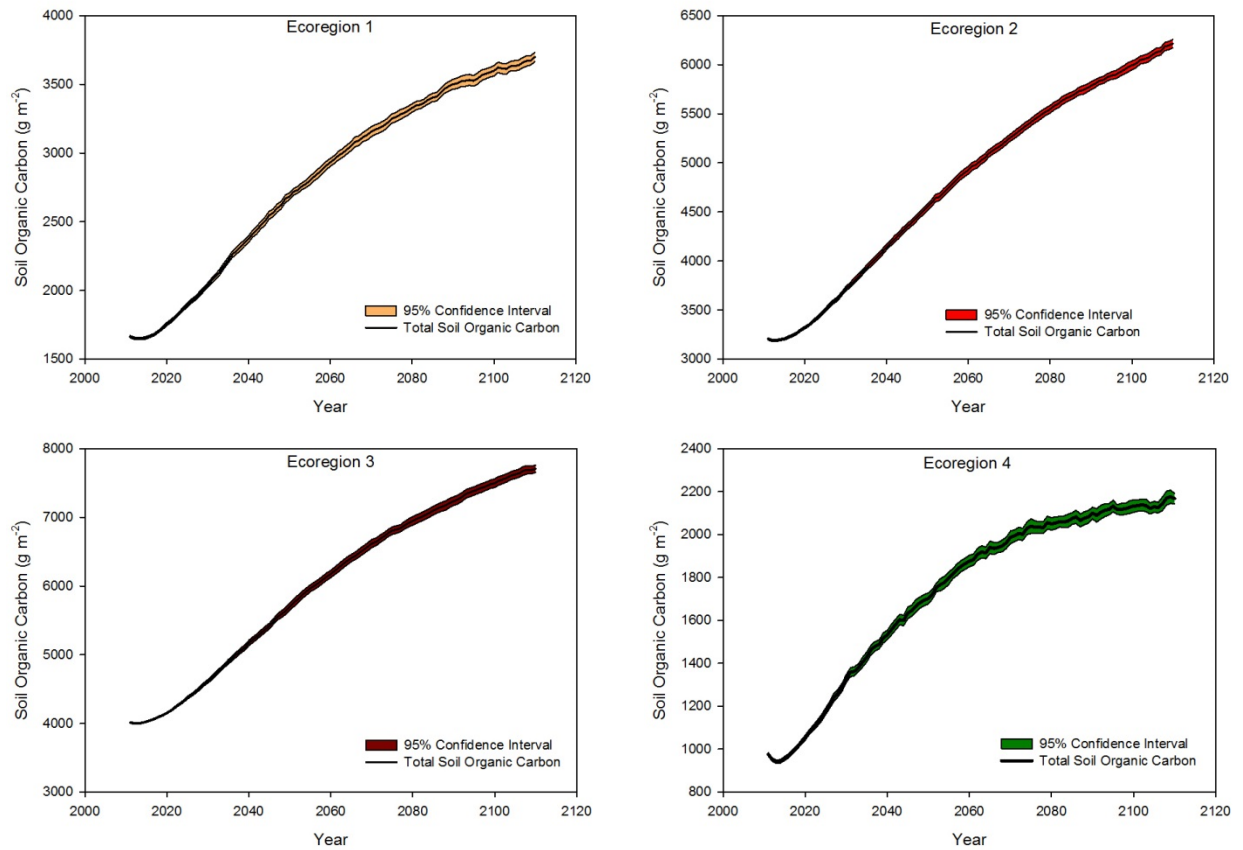 Ecoregion 1
Soil Organic Carbon (g m⁻²)
4000
3500
3000
2500
2000
1500
2000 2020 2040 2060 2080 2100 2120
Year
95% Confidence Interval
Total Soil Organic Carbon
Ecoregion 2
Soil Organic Carbon (g m⁻²)
6500
6000
5500
5000
4500
4000
3500
3000
2000 2020 2040 2060 2080 2100 2120
Year
95% Confidence Interval
Total Soil Organic Carbon
Ecoregion 3
Soil Organic Carbon (g m⁻²)
8000
7000
6000
5000
4000
3000
2000 2020 2040 2060 2080 2100 2120
Year
95% Confidence Interval
Total Soil Organic Carbon
Ecoregion 4
Soil Organic Carbon (g m⁻²)
2400
2200
2000
1800
1600
1400
1200
1000
800
2000 2020 2040 2060 2080 2100 2120
Year
95% Confidence Interval
Total Soil Organic Carbon